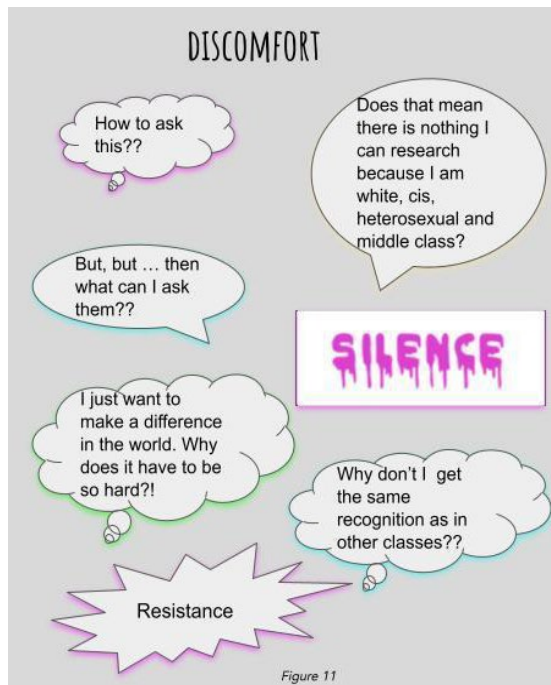 DISCOMFORT
How to ask
this??
Does that mean
there is nothing I
can research
because I am
white, cis,
heterosexual and
middle class?
But, but ... then
what can I ask
them??
SILENCE
I just want to
make a difference
in the world. Why
does it have to be
so hard?!
Why don't I get
the same
recognition as in
other classes??
Resistance
Figure 11